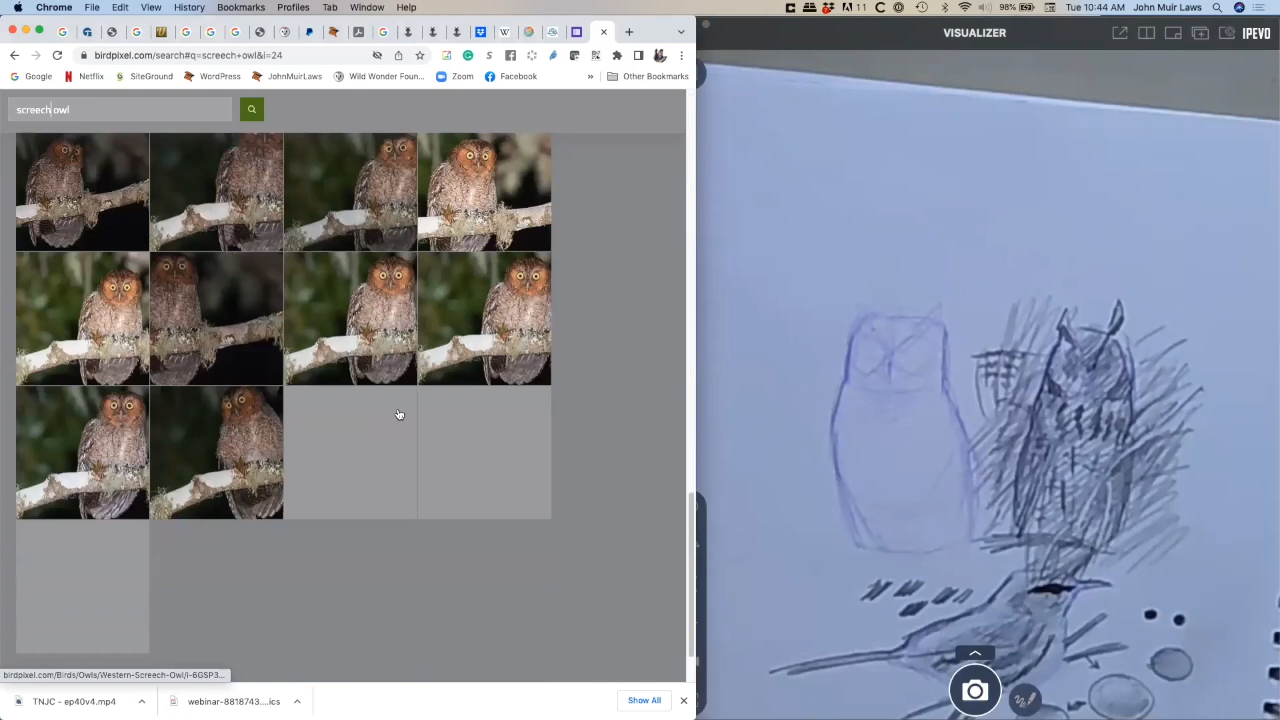 Chrome File Edit View History Bookmarks Profiles Tab Window Help
11 98% Tue 10:44 AM John Muir Laws
birdpixel.com/search#q=screech+owl&i=24
Google Netflix SiteGround WordPress JohnMuirLaws Wild Wonder Foun... Zoom Facebook » Other Bookmarks
screech owl
VISUALIZER
IPEVO
birdpixel.com/Birds/Owls/Western-Screech-Owl/i-6GSP3...
TNJC - ep40v4.mp4
webinar-8818743....ics
Show All